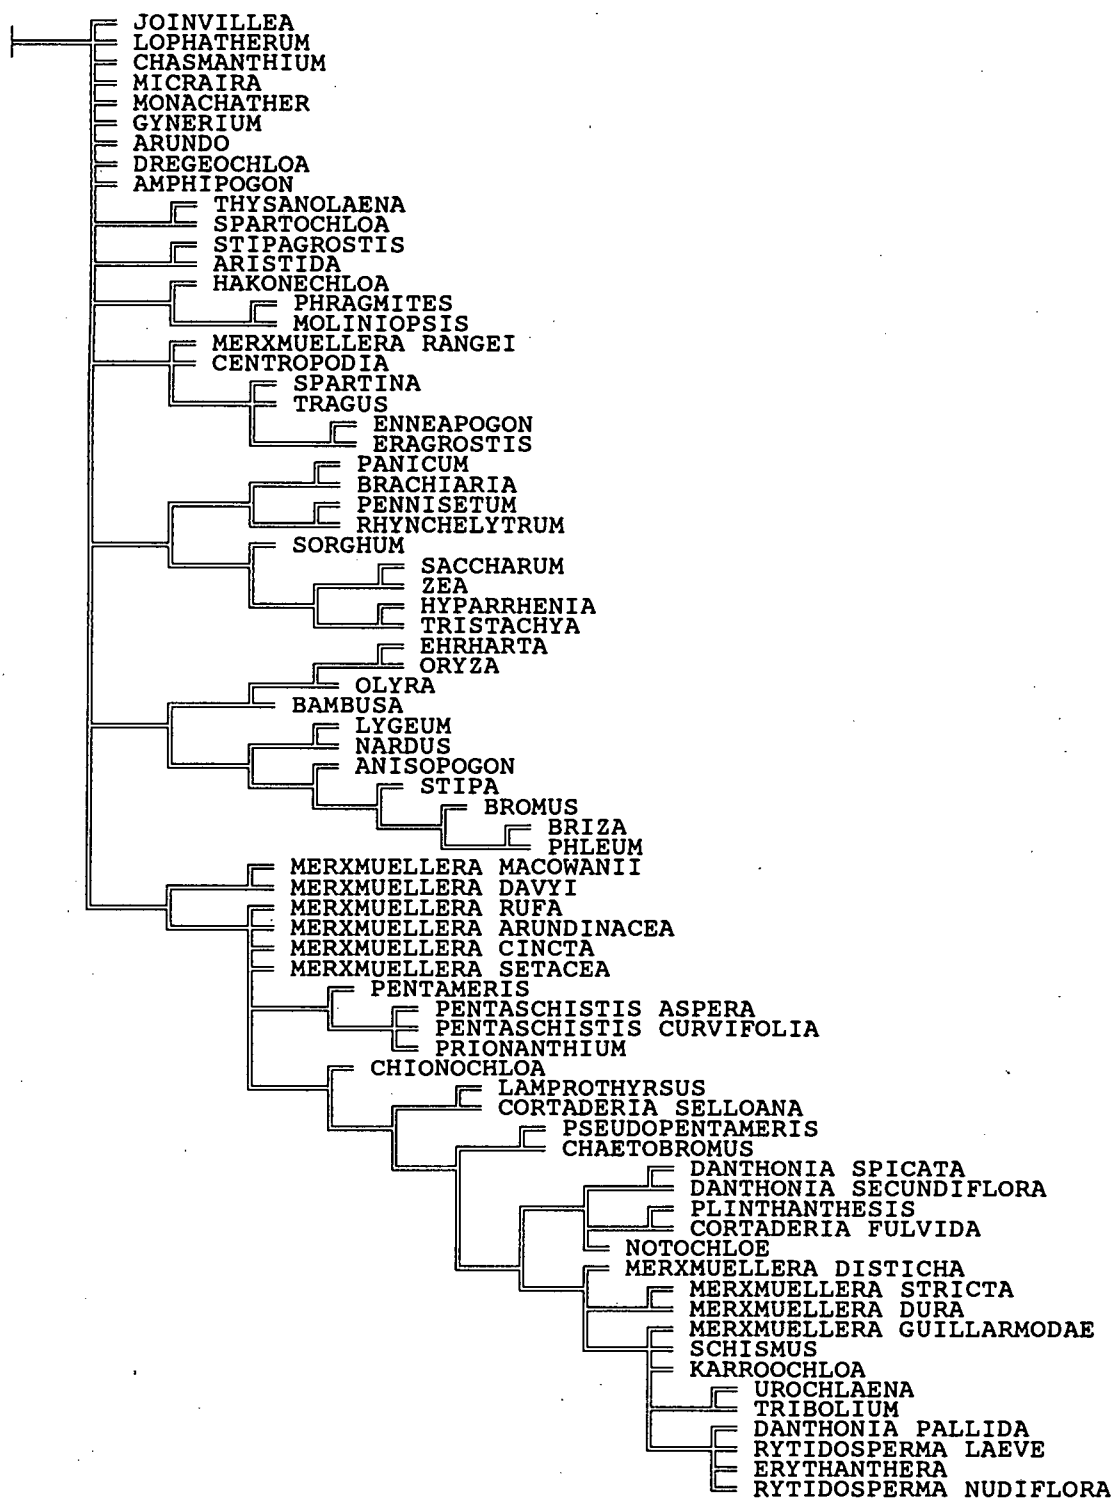 JOINVILLEA
LOPHATHERUM
CHASMANTHIUM
MICRAIRA
MONACHATHER
GYNERIUM
ARUNDO
DREGEOCHLOA
AMPHIPOGON
THYSANOLAENA
SPARTOCHLOA
STIPAGROSTIS
ARISTIDA
HAKONECHLOA
PHRAGMITES
MOLINIOPSIS
MERXMUELLERA RANGEI
CENTROPODIA
SPARTINA
TRAGUS
ENNEAPOGON
ERAGROSTIS
PANICUM
BRACHIARIA
PENNISETUM
RHYNCHELYTRUM
SORGHUM
SACCHARUM
ZEA
HYPARRHENIA
TRISTACHYA
EHRHARTA
ORYZA
OLYRA
BAMBUSA
LYGEUM
NARDUS
ANISOPOGON
STIPA
BROMUS
BRIZA
PHLEUM
MERXMUELLERA MACOWANII
MERXMUELLERA DAVYI
MERXMUELLERA RUFA
MERXMUELLERA ARUNDINACEA
MERXMUELLERA CINCTA
MERXMUELLERA SETACEA
PENTAMERIS
PENTASCHISTIS ASPERA
PENTASCHISTIS CURVIFOLIA
PRIONANTHIUM
CHIONOCHLOA
LAMPROTHYRSUS
CORTADERIA SELLOANA
PSEUDOPENTAMERIS
CHAETOBROMUS
DANTHONIA SPICATA
DANTHONIA SECUNDIFLORA
PLINTHANTHESIS
CORTADERIA FULVIDA
NOTOCHLOE
MERXMUELLERA DISTICHA
MERXMUELLERA STRICTA
MERXMUELLERA DURA
MERXMUELLERA GUILLARMODAE
SCHISMUS
KARROOCHLOA
UROCHLAENA
TRIBOLIUM
DANTHONIA PALLIDA
RYTIDOSPERMA LAEVE
ERYTHANTHERA
RYTIDOSPERMA NUDIFLORA